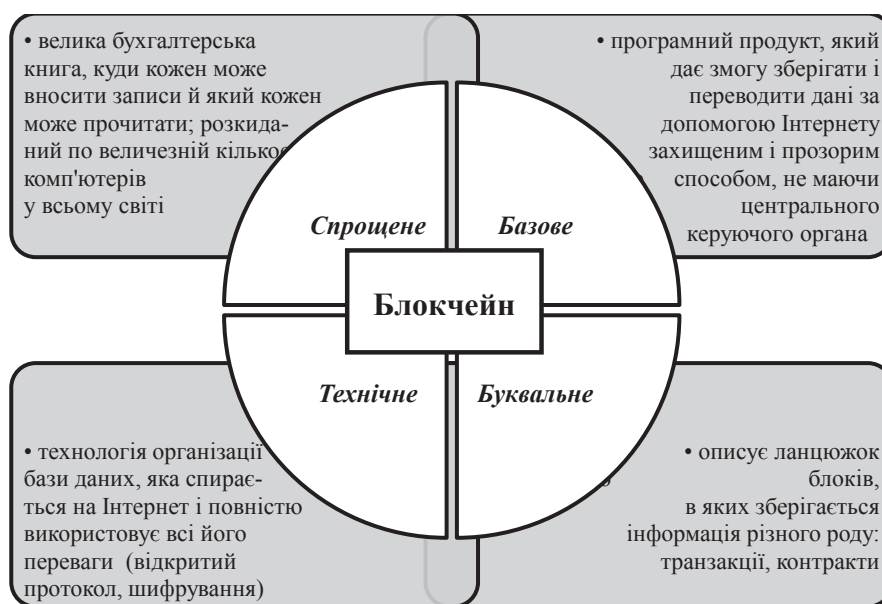 • велика бухгалтерська
книга, куди кожен може
вносити записи й який кожен
може прочитати; розкида-
ний по величезній
комп'ютерів
у всьому світі
• програмний продукт, який
дає змогу зберігати і
переводити дані за
допомогою Інтернету
захищеним і прозорим
способом, не маючи
центрального
керуючого органа
Спрощене
Базове
Блокчейн
Технічне
Буквальне
• технологія організації
бази даних, яка спирає-
ться на Інтернет і повністю
використовує всі його
переваги (відкритий
протокол, шифрування)
• описує ланцюжок
блоків,
в яких зберігається
інформація різного роду:
транзакції, контракти